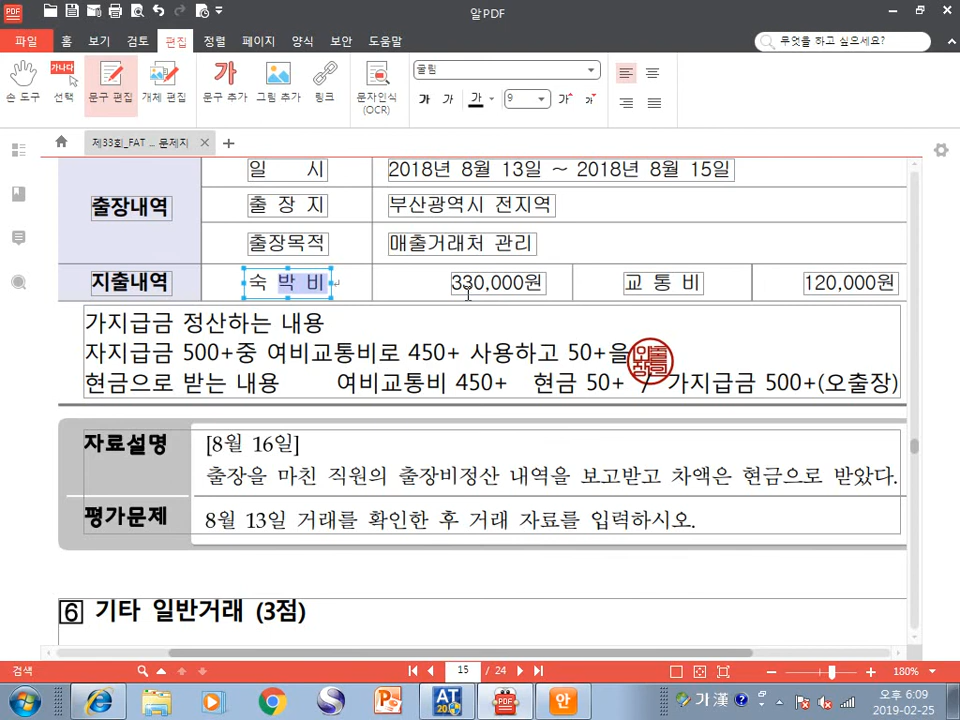 알PDF
파일 홈 보기 검토 편집 정렬 페이지 양식 보안 도움말
무엇을 하고 싶으세요?
손 도구 선택 문구 편집 개체 편집 문구 추가 그림 추가 링크 문자인식 (OCR)
굴림
가 가 가 9 가 가
제33회_FAT ... 문제지
출장내역
일 시 2018년 8월 13일 ~ 2018년 8월 15일
출 장 지 부산광역시 전지역
출장목적 매출거래처 관리
지출내역 숙 박 비 330,000원 교 통 비 120,000원
가지급금 정산하는 내용
자지급금 500+중 여비교통비로 450+ 사용하고 50+을
현금으로 받는 내용 여비교통비 450+ 현금 50+ / 가지급금 500+(오출장)
자료설명 [8월 16일]
출장을 마친 직원의 출장비정산 내역을 보고받고 차액은 현금으로 받았다.
평가문제 8월 13일 거래를 확인한 후 거래 자료를 입력하시오.
6 기타 일반거래 (3점)
검색 15 / 24 180%
오후 6:09
2019-02-25